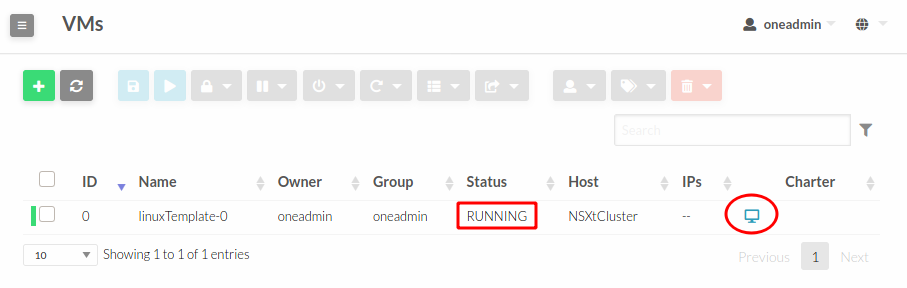 VMs oneadmin
Search
ID Name Owner Group Status Host IPs Charter
0 linuxTemplate-0 oneadmin oneadmin RUNNING NSXtCluster --
10 Showing 1 to 1 of 1 entries
Previous 1 Next